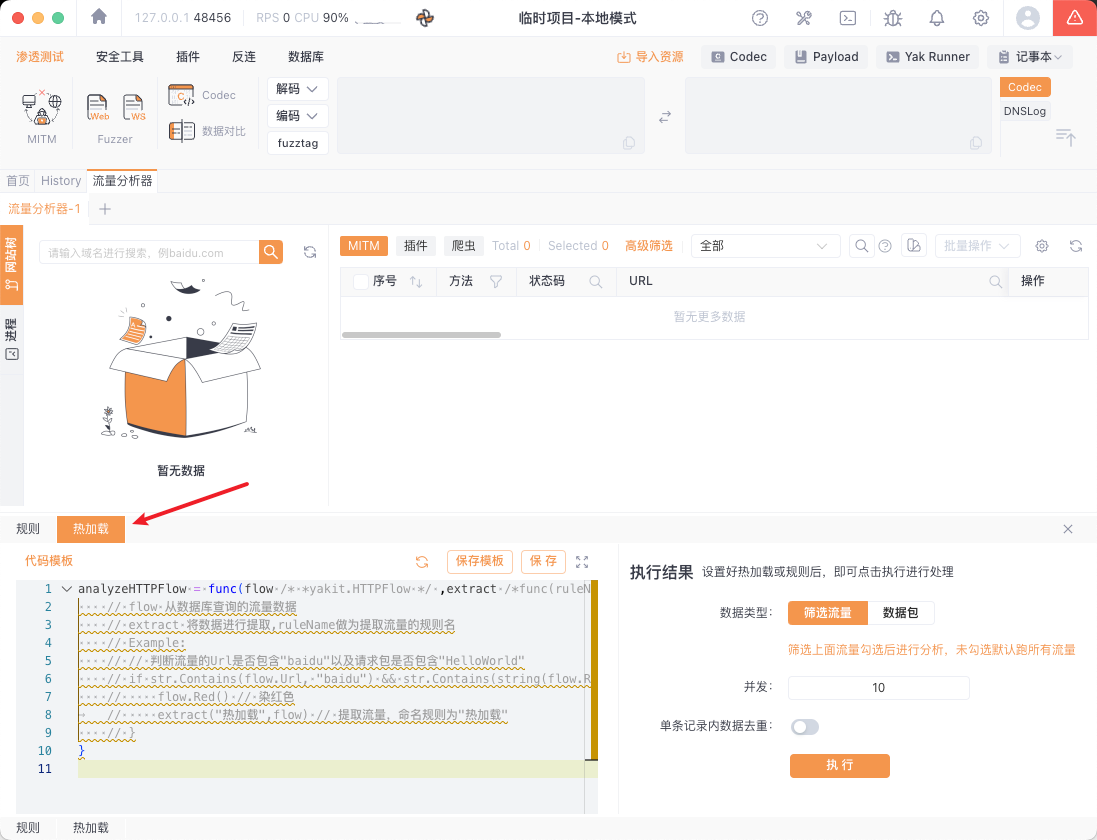 127.0.0.1 48456 RPS 0 CPU 90% 临时项目-本地模式
渗透测试 安全工具 插件 反连 数据库 导入资源 Codec Payload Yak Runner 记事本
MITM
Web
WS
Fuzzer
Codec
数据对比
解码
编码
fuzztag
Codec
DNSLog
首页 History 流量分析器
流量分析器-1
网站树
进程
请输入域名进行搜索，例baidu.com
暂无数据
MITM 插件 爬虫 Total 0 Selected 0 高级筛选 全部 批量操作
序号 方法 状态码 URL 操作
暂无更多数据
规则 热加载
代码模板 保存模板 保存
1 analyzeHTTPFlow = func(flow /* *yakit.HTTPFlow */ ,extract /*func(ruleN
2 // flow 从数据库查询的流量数据
3 // extract 将数据进行提取,ruleName做为提取流量的规则名
4 // Example:
5 // // 判断流量的Url是否包含"baidu"以及请求包是否包含"HelloWorld"
6 // if str.Contains(flow.Url, "baidu") && str.Contains(string(flow.R
7 // flow.Red() // 染红色
8 // extract("热加载",flow) // 提取流量，命名规则为"热加载"
9 // }
10 }
11
执行结果 设置好热加载或规则后，即可点击执行进行处理
数据类型： 筛选流量 数据包
筛选上面流量勾选后进行分析，未勾选默认跑所有流量
并发： 10
单条记录内数据去重：
执行
规则 热加载